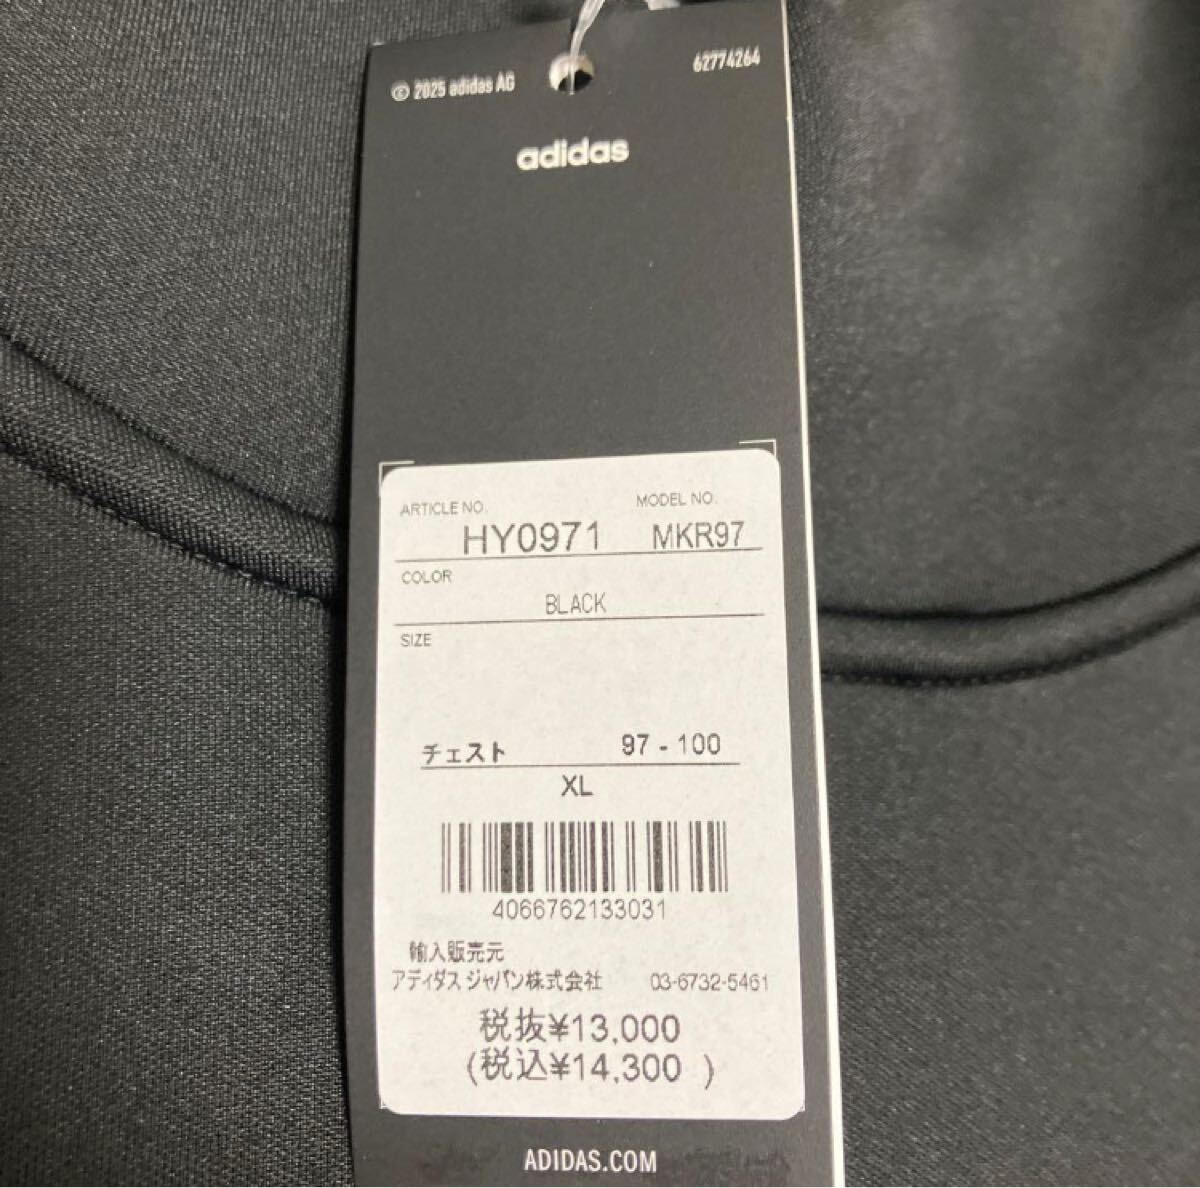 © 2025 adidas AG
62774264
adidas
ARTICLE NO. MODEL NO.
HY0971 MKR97
COLOR
BLACK
SIZE
チェスト 97 - 100
XL
4066762133031
輸入販売元
アディダス ジャパン株式会社 03-6732-5461
税抜¥13,000
(税込¥14,300 )
ADIDAS.COM